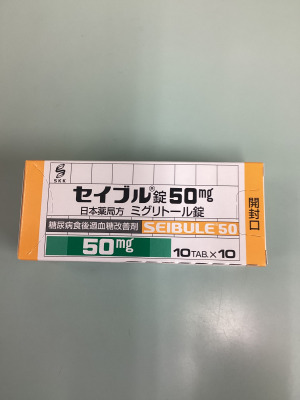 SKK
セイブル®錠50mg
日本薬局方 ミグリトール錠
糖尿病食後過血糖改善剤 SEIBULE 50
50mg 10TAB.×10
開封口